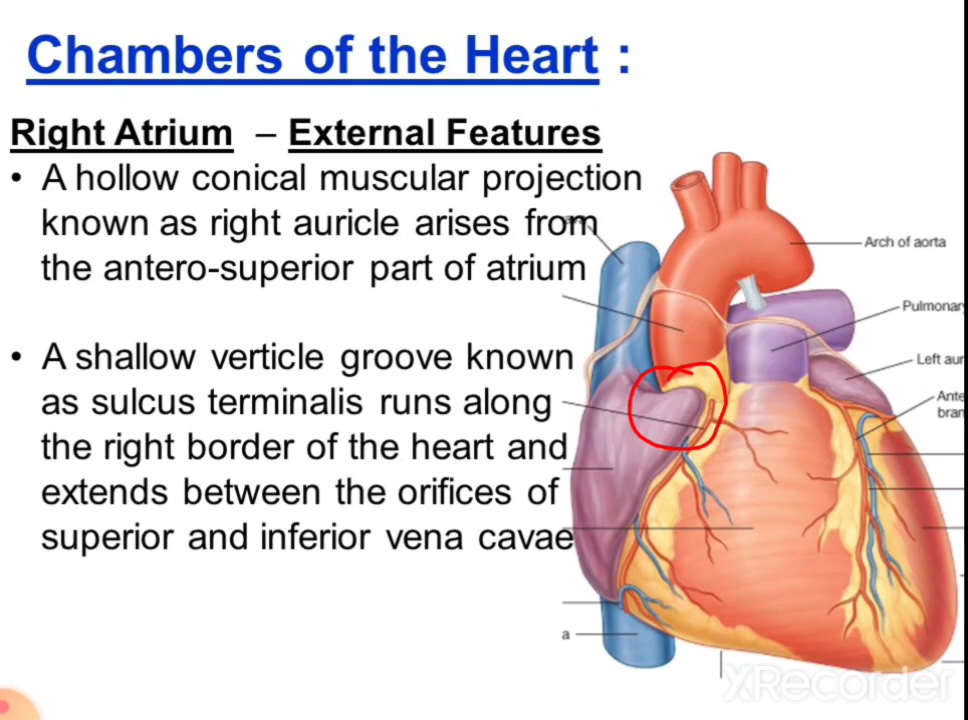 Chambers of the Heart :
Right Atrium – External Features
• A hollow conical muscular projection
known as right auricle arises from
the antero-superior part of atrium
• A shallow verticle groove known
as sulcus terminalis runs along
the right border of the heart and
extends between the orifices of
superior and inferior vena cavae
Arch of aorta
Pulmonar
Left aur
Ante
bran
a
XRecorder